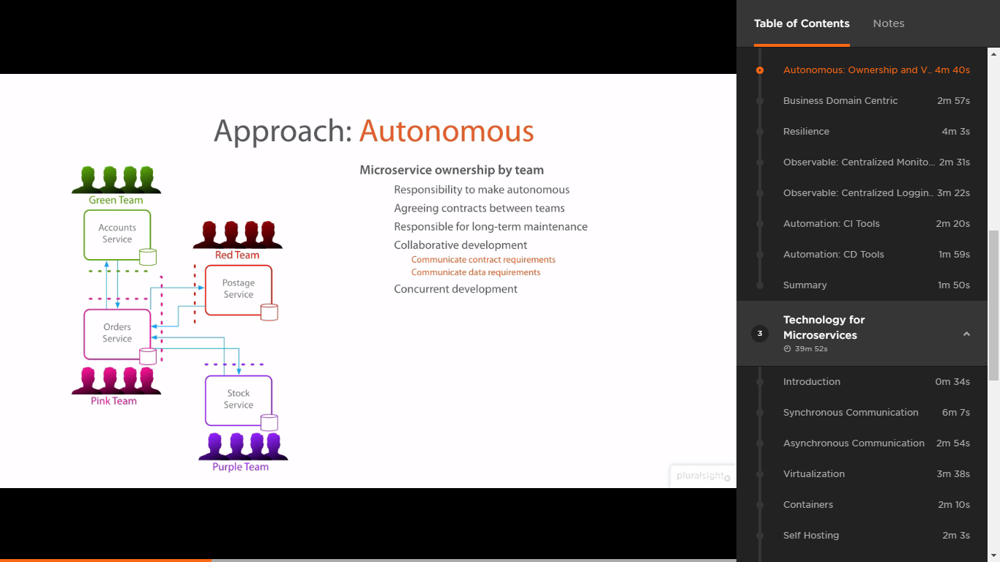 Approach: Autonomous
Green Team
Accounts
Service
Red Team
Postage
Service
Orders
Service
Pink Team
Stock
Service
Purple Team
Microservice ownership by team
Responsibility to make autonomous
Agreeing contracts between teams
Responsible for long-term maintenance
Collaborative development
Communicate contract requirements
Communicate data requirements
Concurrent development
pluralsight
Table of Contents
Notes
Autonomous: Ownership and V.. 4m 40s
Business Domain Centric 2m 57s
Resilience 4m 3s
Observable: Centralized Monito... 2m 31s
Observable: Centralized Loggin.. 3m 22s
Automation: CI Tools 2m 20s
Automation: CD Tools 1m 59s
Summary 1m 50s
3
Technology for
Microservices
39m 52s
Introduction 0m 34s
Synchronous Communication 6m 7s
Asynchronous Communication 2m 54s
Virtualization 3m 38s
Containers 2m 10s
Self Hosting 2m 3s